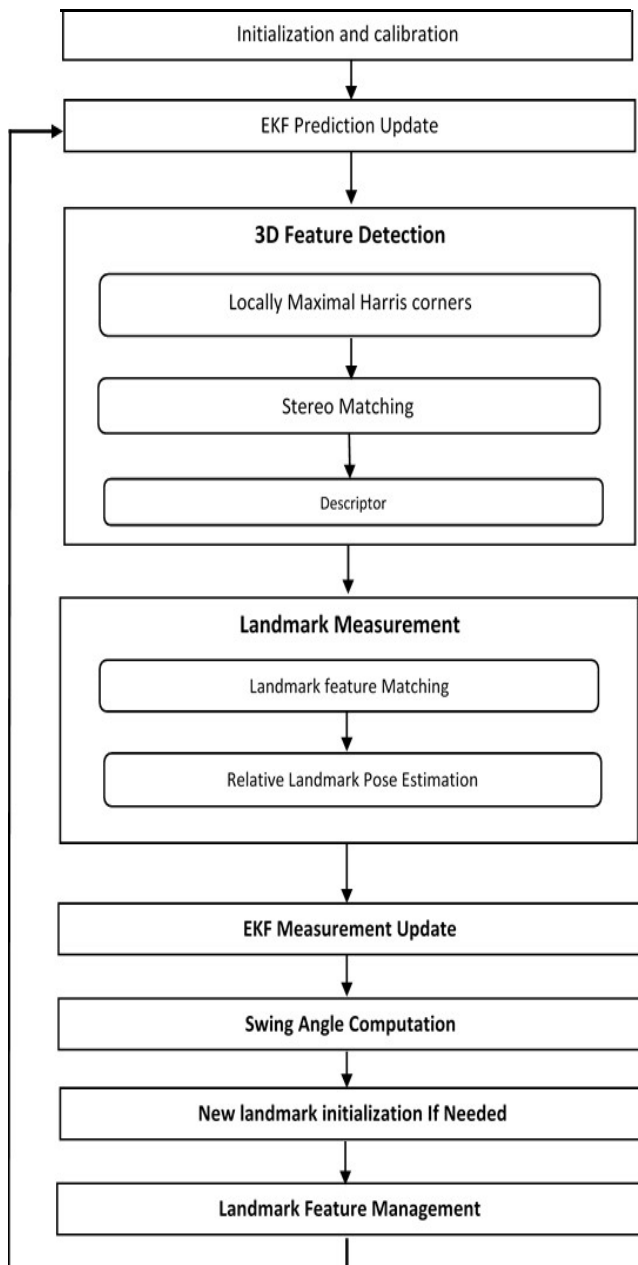 Initialization and calibration
EKF Prediction Update
3D Feature Detection
Locally Maximal Harris corners
Stereo Matching
Descriptor
Landmark Measurement
Landmark feature Matching
Relative Landmark Pose Estimation
EKF Measurement Update
Swing Angle Computation
New landmark initialization If Needed
Landmark Feature Management